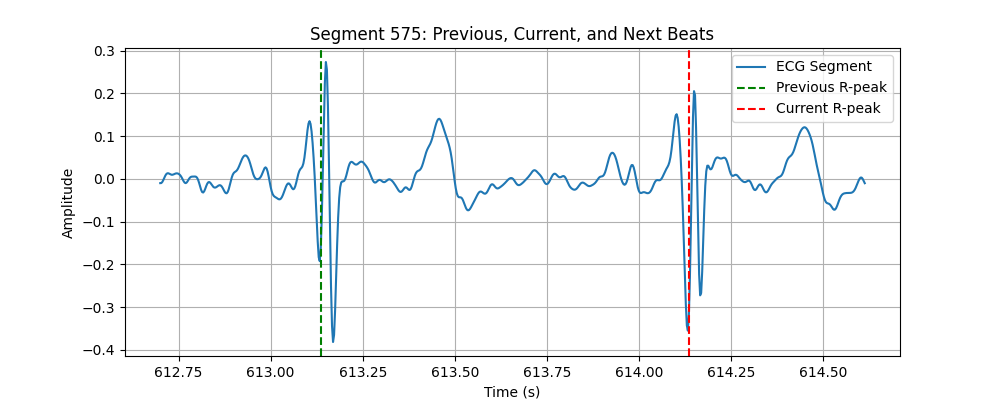 Segment 575: Previous, Current, and Next Beats
ECG Segment
Previous R-peak
Current R-peak
Amplitude
0.3
0.2
0.1
0.0
−0.1
−0.2
−0.3
−0.4
612.75 613.00 613.25 613.50 613.75 614.00 614.25 614.50
Time (s)